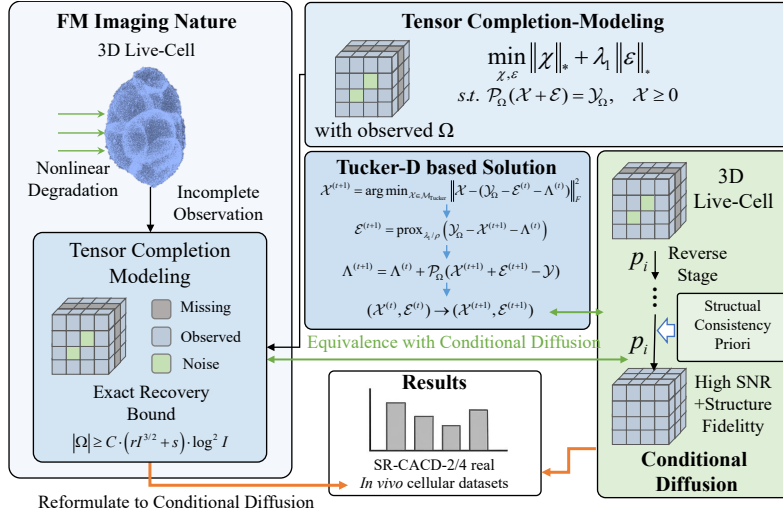 FM Imaging Nature
3D Live-Cell
Nonlinear
Degradation
Incomplete
Observation
Tensor Completion
Modeling
Missing
Observed
Noise
Exact Recovery
Bound
|Ω| ≥ C·(rI^{3/2} + s)·log² I
Reformulate to Conditional Diffusion
Tensor Completion-Modeling
min_{χ,ε} ‖χ‖_* + λ₁‖ε‖_*
s.t. 𝒫_Ω(𝒳 + ℰ) = 𝒴_Ω, 𝒳 ≥ 0
with observed Ω
Tucker-D based Solution
𝒳^{(t+1)} = arg min_{𝒳∈ℳ_Tucker} ‖𝒳 − (𝒴_Ω − ℰ^{(t)} − Λ^{(t)})‖²_F
ℰ^{(t+1)} = prox_{λ₁/ρ}(𝒴_Ω − 𝒳^{(t+1)} − Λ^{(t)})
Λ^{(t+1)} = Λ^{(t)} + 𝒫_Ω(𝒳^{(t+1)} + ℰ^{(t+1)} − 𝒴)
(𝒳^{(t)}, ℰ^{(t)}) → (𝒳^{(t+1)}, ℰ^{(t+1)})
Equivalence with Conditional Diffusion
Results
SR-CACD-2/4 real
In vivo cellular datasets
3D
Live-Cell
p_i
Reverse
Stage
Structual
Consistency
Priori
p_i
High SNR
+Structure
Fidelitty
Conditional
Diffusion